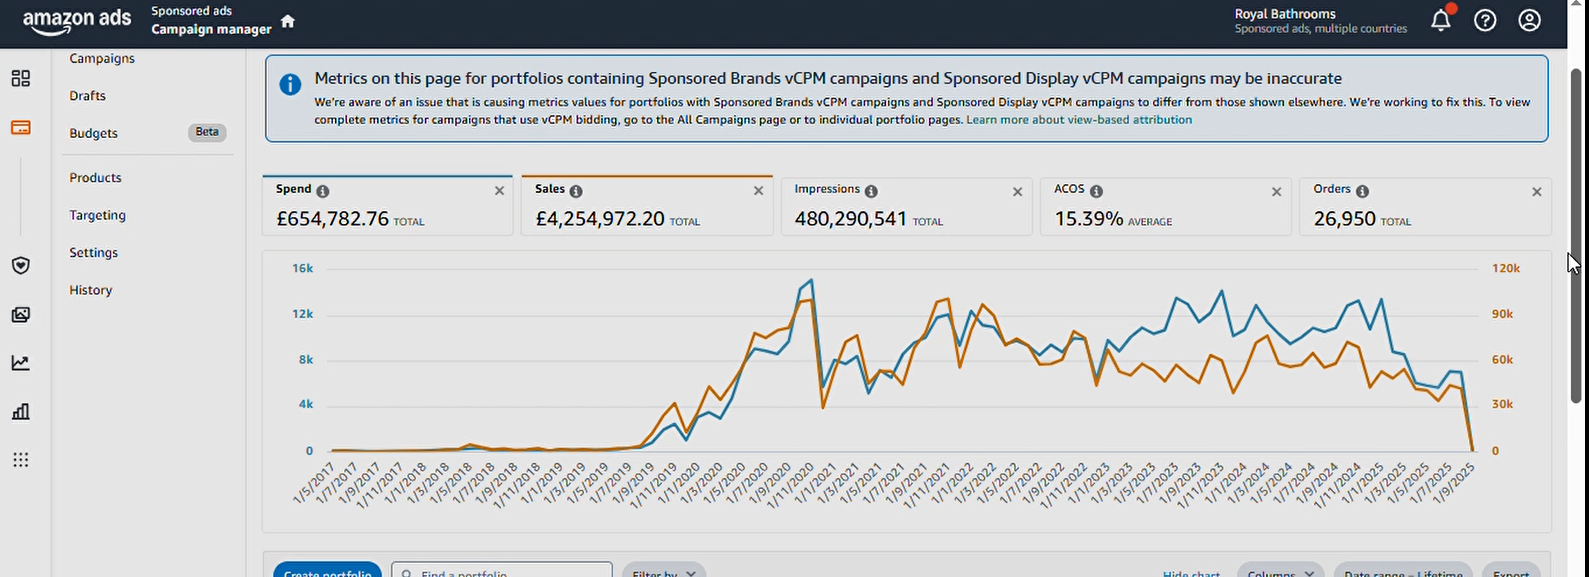 amazon ads
Sponsored ads
Campaign manager
Royal Bathrooms
Sponsored ads, multiple countries
Campaigns
Drafts
Budgets Beta
Products
Targeting
Settings
History
Metrics on this page for portfolios containing Sponsored Brands vCPM campaigns and Sponsored Display vCPM campaigns may be inaccurate
We're aware of an issue that is causing metrics values for portfolios with Sponsored Brands vCPM campaigns and Sponsored Display vCPM campaigns to differ from those shown elsewhere. We're working to fix this. To view
complete metrics for campaigns that use vCPM bidding, go to the All Campaigns page or to individual portfolio pages. Learn more about view-based attribution
Spend
£654,782.76 TOTAL
Sales
£4,254,972.20 TOTAL
Impressions
480,290,541 TOTAL
ACOS
15.39% AVERAGE
Orders
26,950 TOTAL
16k 120k
12k 90k
8k 60k
4k 30k
0 0
1/5/2017 1/7/2017 1/9/2017 1/11/2017 1/1/2018 1/3/2018 1/5/2018 1/7/2018 1/9/2018 1/11/2018 1/1/2019 1/3/2019 1/5/2019 1/7/2019 1/9/2019 1/11/2019 1/1/2020 1/3/2020 1/5/2020 1/7/2020 1/9/2020 1/11/2020 1/1/2021 1/3/2021 1/5/2021 1/7/2021 1/9/2021 1/11/2021 1/1/2022 1/3/2022 1/5/2022 1/7/2022 1/9/2022 1/11/2022 1/1/2023 1/3/2023 1/5/2023 1/7/2023 1/9/2023 1/11/2023 1/1/2024 1/3/2024 1/5/2024 1/7/2024 1/9/2024 1/11/2024 1/1/2025 1/3/2025 1/5/2025 1/7/2025 1/9/2025
Create portfolio Find a portfolio Filter by Hide chart Columns Date range - Lifetime Export